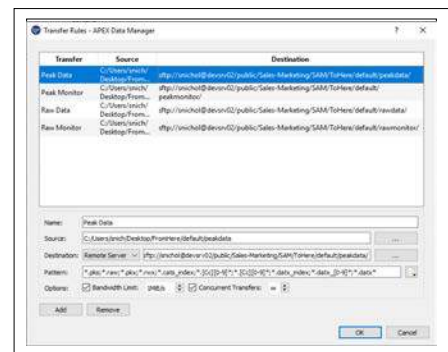 Transfer Rules - APEX Data Manager
? X
Transfer Source Destination
Peak Data C:/Users/snich/Desktop/From... sftp://snichol@devsrv02/public/Sales-Marketing/SAM/ToHere/default/peakdata/
Peak Monitor C:/Users/snich/Desktop/From... sftp://snichol@devsrv02/public/Sales-Marketing/SAM/ToHere/default/peakmonitor/
Raw Data C:/Users/snich/Desktop/From... sftp://snichol@devsrv02/public/Sales-Marketing/SAM/ToHere/default/rawdata/
Raw Monitor C:/Users/snich/Desktop/From... sftp://snichol@devsrv02/public/Sales-Marketing/SAM/ToHere/default/rawmonitor/
Name: Peak Data
Source: C:/Users/snich/Desktop/FromHere/default/peakdata ...
Destination: Remote Server sftp://snichol@devsrv02/public/Sales-Marketing/SAM/ToHere/default/peakdata/ ...
Pattern:
Options: Bandwidth Limit: 1MB/s Concurrent Transfers: ∞
Add Remove
OK Cancel